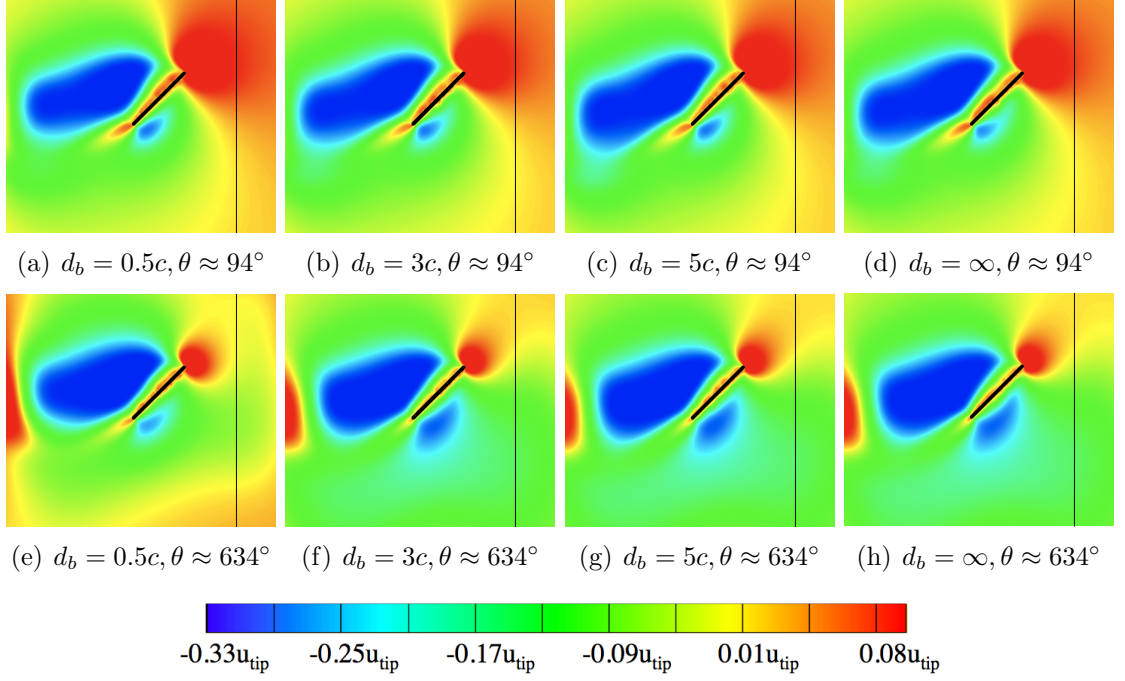 (a) d_b = 0.5c, θ ≈ 94° (b) d_b = 3c, θ ≈ 94° (c) d_b = 5c, θ ≈ 94° (d) d_b = ∞, θ ≈ 94°
(e) d_b = 0.5c, θ ≈ 634° (f) d_b = 3c, θ ≈ 634° (g) d_b = 5c, θ ≈ 634° (h) d_b = ∞, θ ≈ 634°
-0.33u_tip -0.25u_tip -0.17u_tip -0.09u_tip 0.01u_tip 0.08u_tip